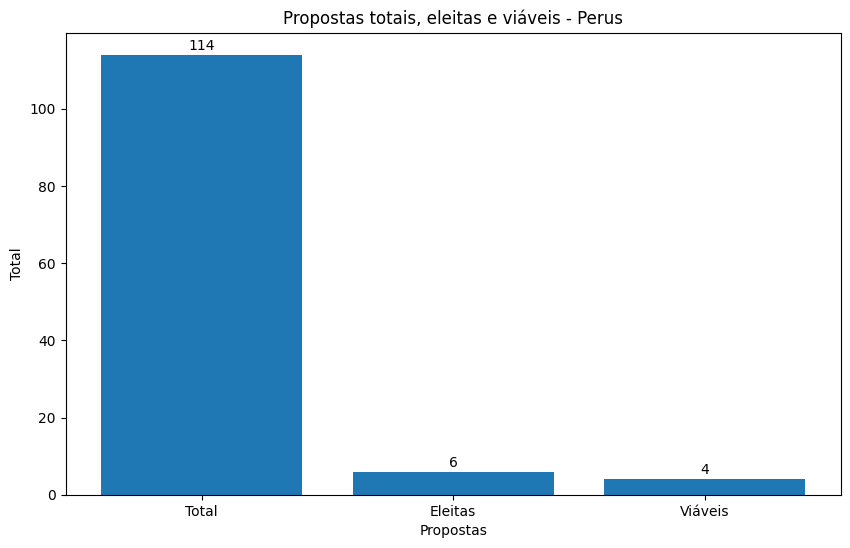 Propostas totais, eleitas e viáveis - Perus
114
100
80
60
40
20
0
Total
6
4
Total
Eleitas
Viáveis
Propostas